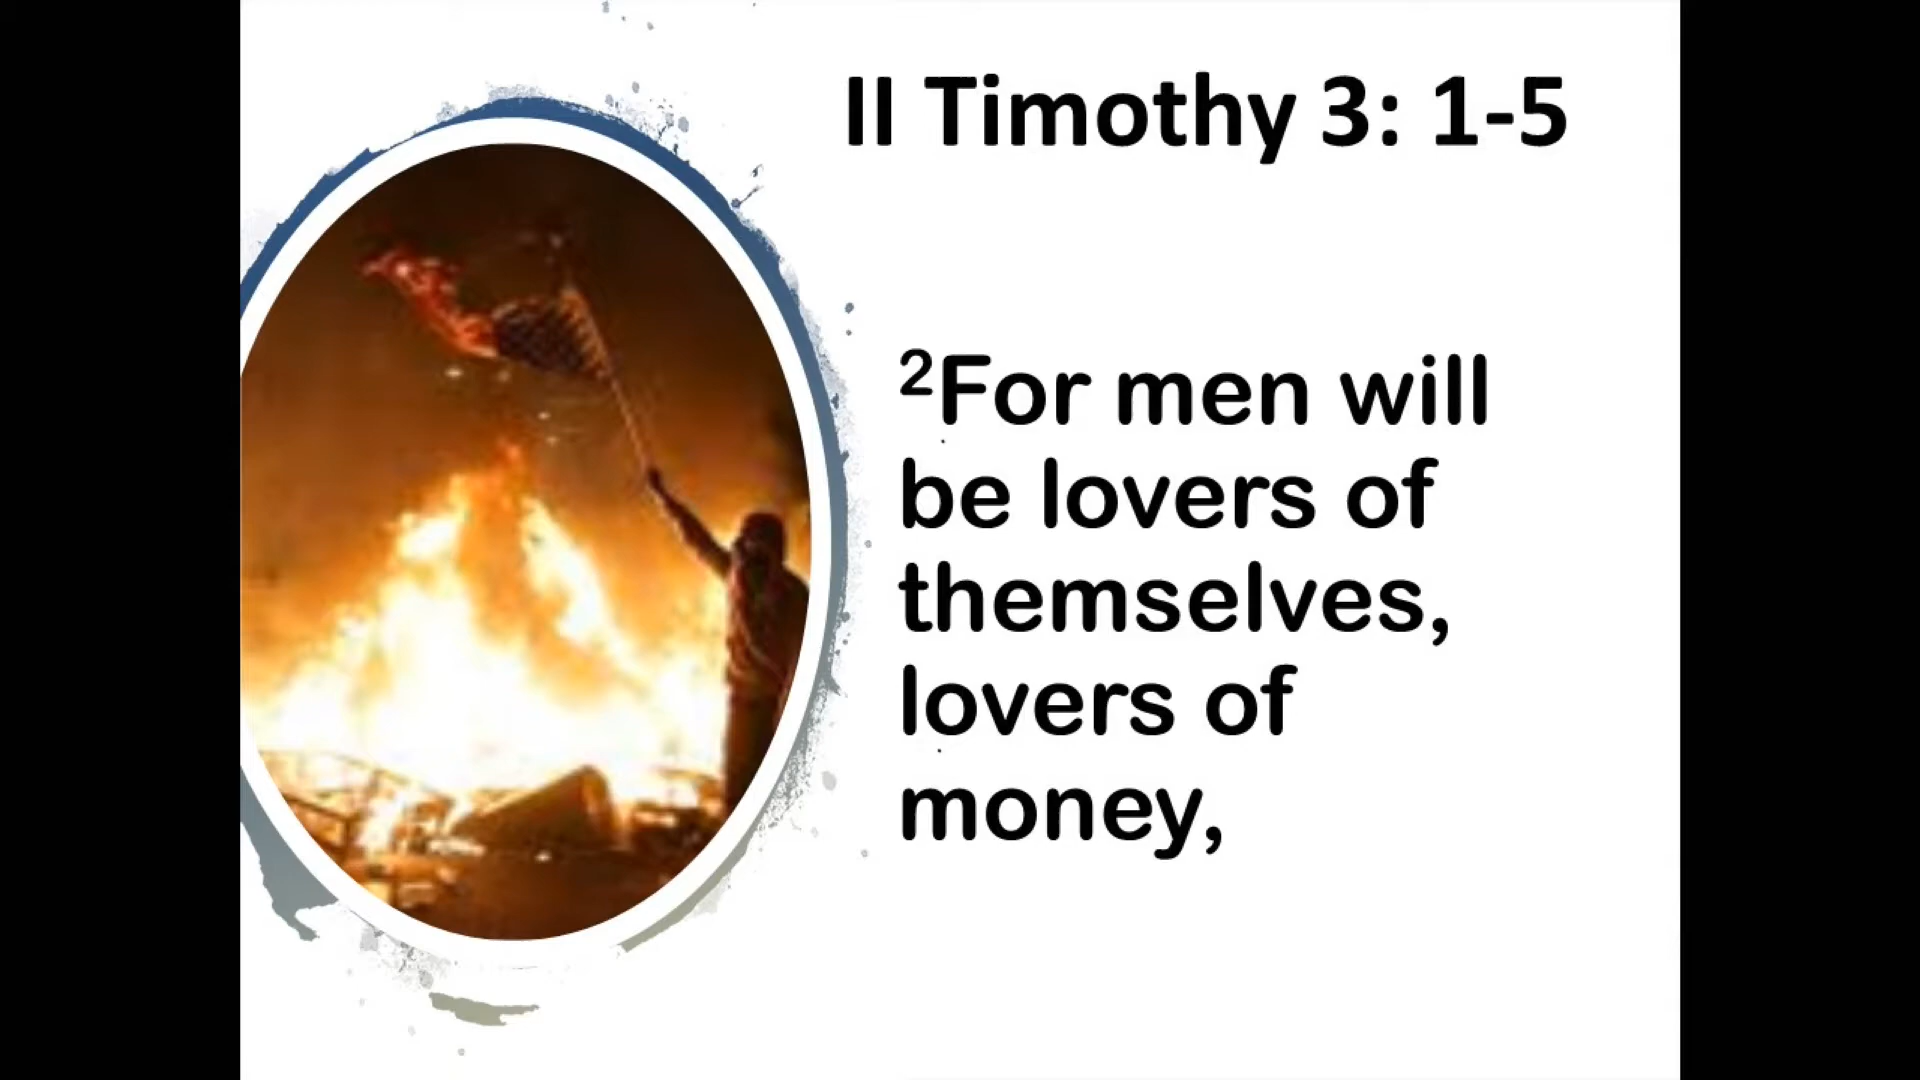 II Timothy 3: 1-5
²For men will
be lovers of
themselves,
lovers of
money,